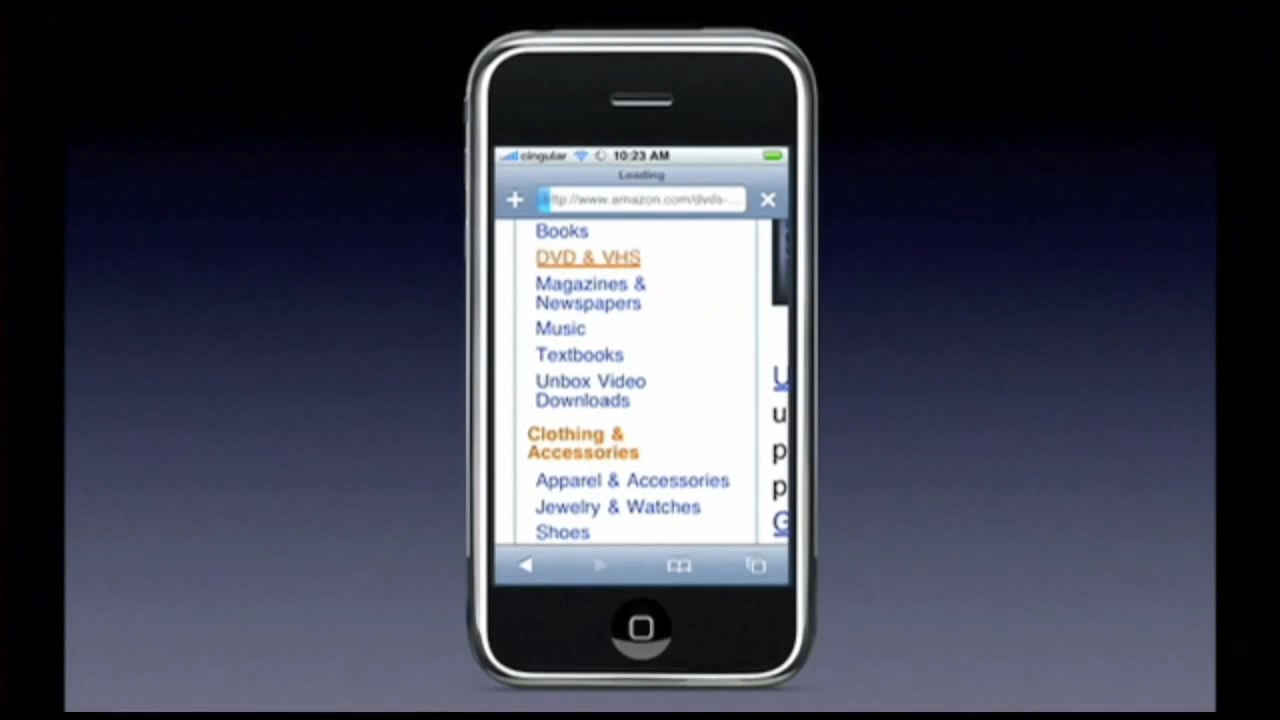 cingular 10:23 AM
Loading
http://www.amazon.com/dvds-...
Books
DVD & VHS
Magazines &
Newspapers
Music
Textbooks
Unbox Video
Downloads
Clothing &
Accessories
Apparel & Accessories
Jewelry & Watches
Shoes
U
u
p
p
G